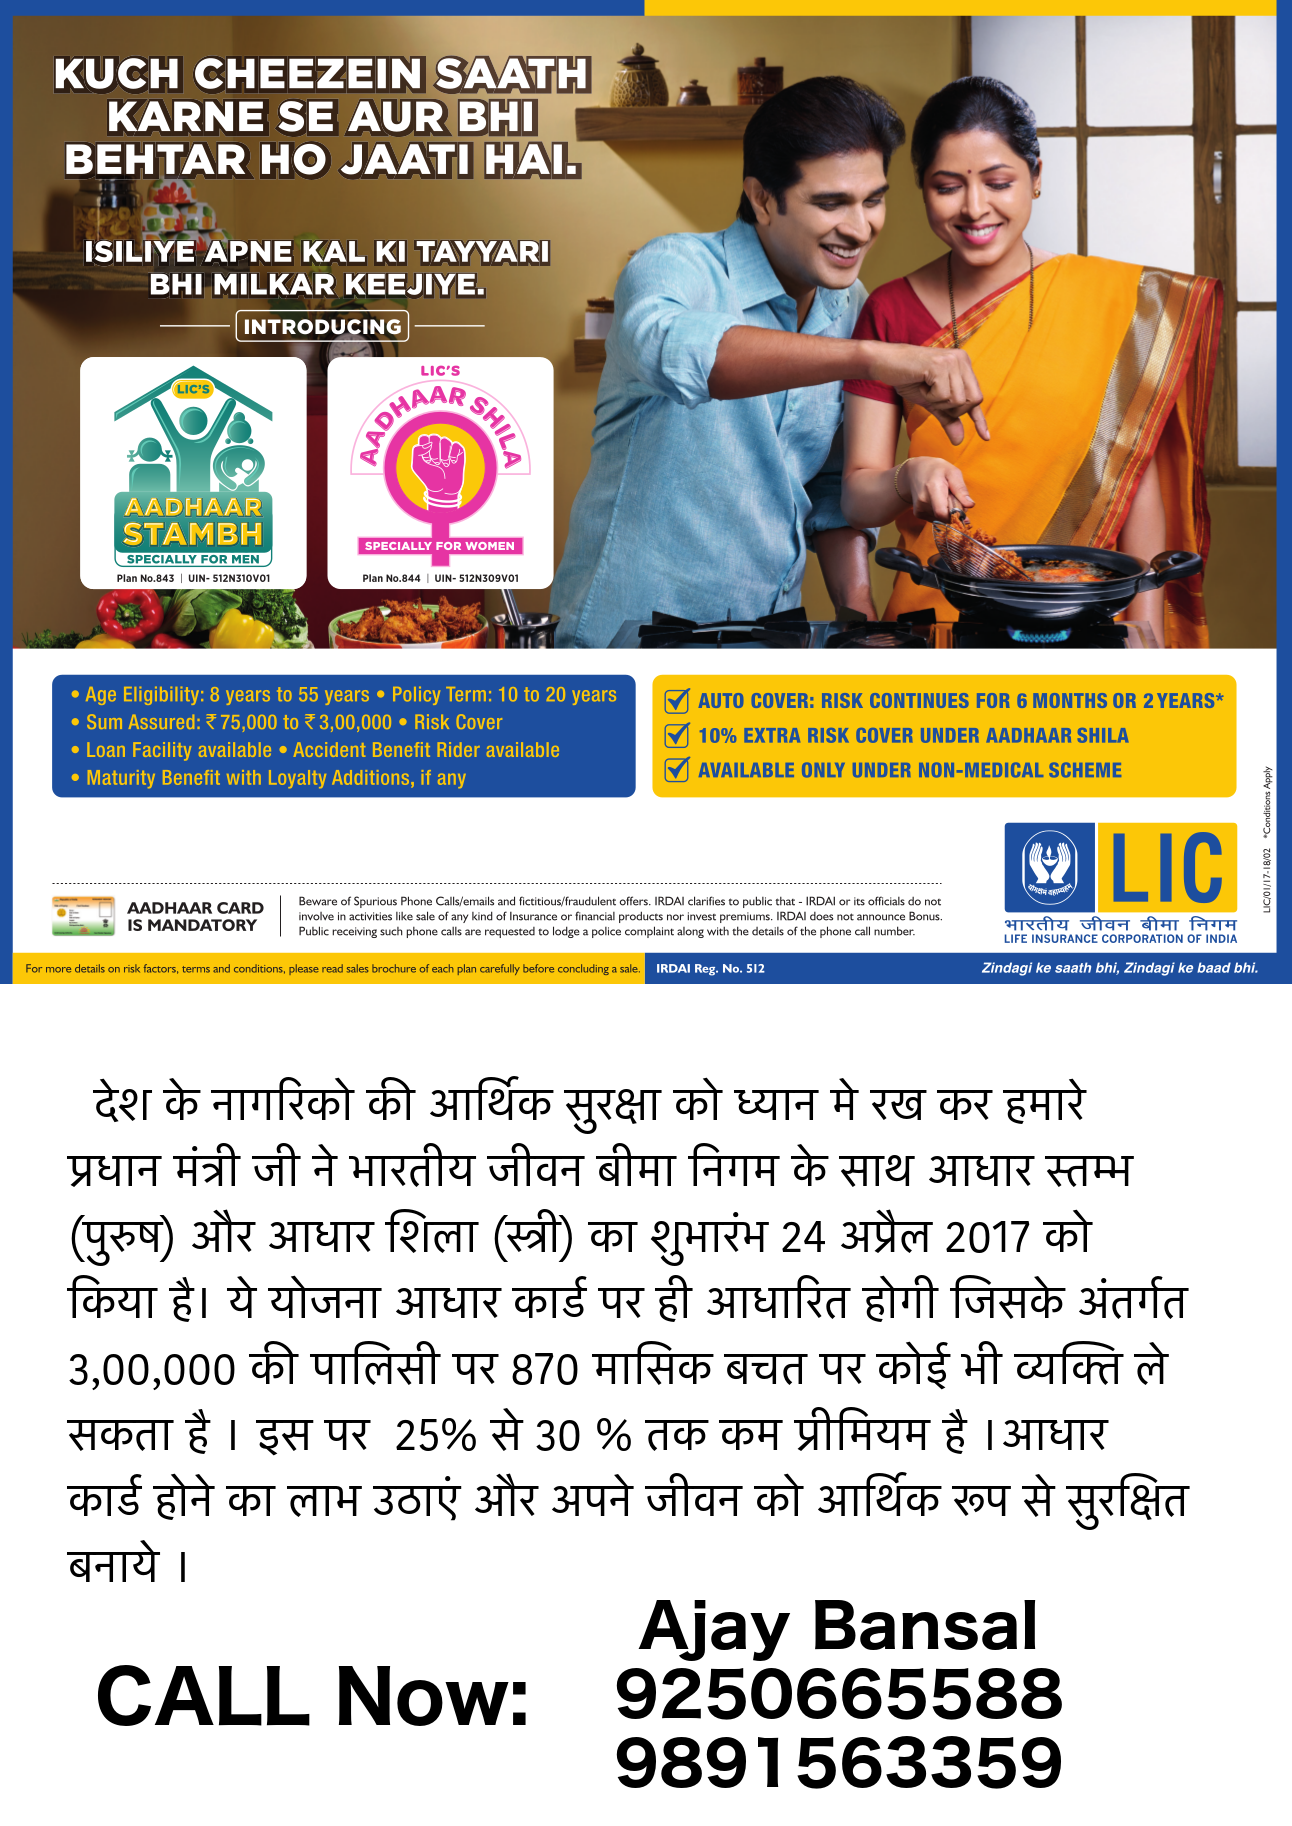 KUCH CHEEZEIN SAATH
KARNE SE AUR BHI
BEHTAR HO JAATI HAI.
ISILIYE APNE KAL KI TAYYARI
BHI MILKAR KEEJIYE.
INTRODUCING
LIC'S
AADHAAR
STAMBH
SPECIALLY FOR MEN
Plan No.843 | UIN- 512N310V01
LIC'S
AADHAAR SHILA
SPECIALLY FOR WOMEN
Plan No.844 | UIN- 512N309V01
• Age Eligibility: 8 years to 55 years • Policy Term: 10 to 20 years
• Sum Assured: ₹ 75,000 to ₹ 3,00,000 • Risk Cover
• Loan Facility available • Accident Benefit Rider available
• Maturity Benefit with Loyalty Additions, if any
AUTO COVER: RISK CONTINUES FOR 6 MONTHS OR 2 YEARS*
10% EXTRA RISK COVER UNDER AADHAAR SHILA
AVAILABLE ONLY UNDER NON-MEDICAL SCHEME
LIC/01/17-18/02 *Conditions Apply
AADHAAR CARD
IS MANDATORY
Beware of Spurious Phone Calls/emails and fictitious/fraudulent offers. IRDAI clarifies to public that - IRDAI or its officials do not
involve in activities like sale of any kind of Insurance or financial products nor invest premiums. IRDAI does not announce Bonus.
Public receiving such phone calls are requested to lodge a police complaint along with the details of the phone call number.
योगक्षेमं वहाम्यहम्
LIC
भारतीय जीवन बीमा निगम
LIFE INSURANCE CORPORATION OF INDIA
For more details on risk factors, terms and conditions, please read sales brochure of each plan carefully before concluding a sale.
IRDAI Reg. No. 512
Zindagi ke saath bhi, Zindagi ke baad bhi.
देश के नागरिको की आर्थिक सुरक्षा को ध्यान मे रख कर हमारे
प्रधान मंत्री जी ने भारतीय जीवन बीमा निगम के साथ आधार स्तम्भ
(पुरुष) और आधार शिला (स्त्री) का शुभारंभ 24 अप्रैल 2017 को
किया है। ये योजना आधार कार्ड पर ही आधारित होगी जिसके अंतर्गत
3,00,000 की पालिसी पर 870 मासिक बचत पर कोई भी व्यक्ति ले
सकता है । इस पर 25% से 30 % तक कम प्रीमियम है ।आधार
कार्ड होने का लाभ उठाएं और अपने जीवन को आर्थिक रूप से सुरक्षित
बनाये ।
CALL Now:
Ajay Bansal
9250665588
9891563359